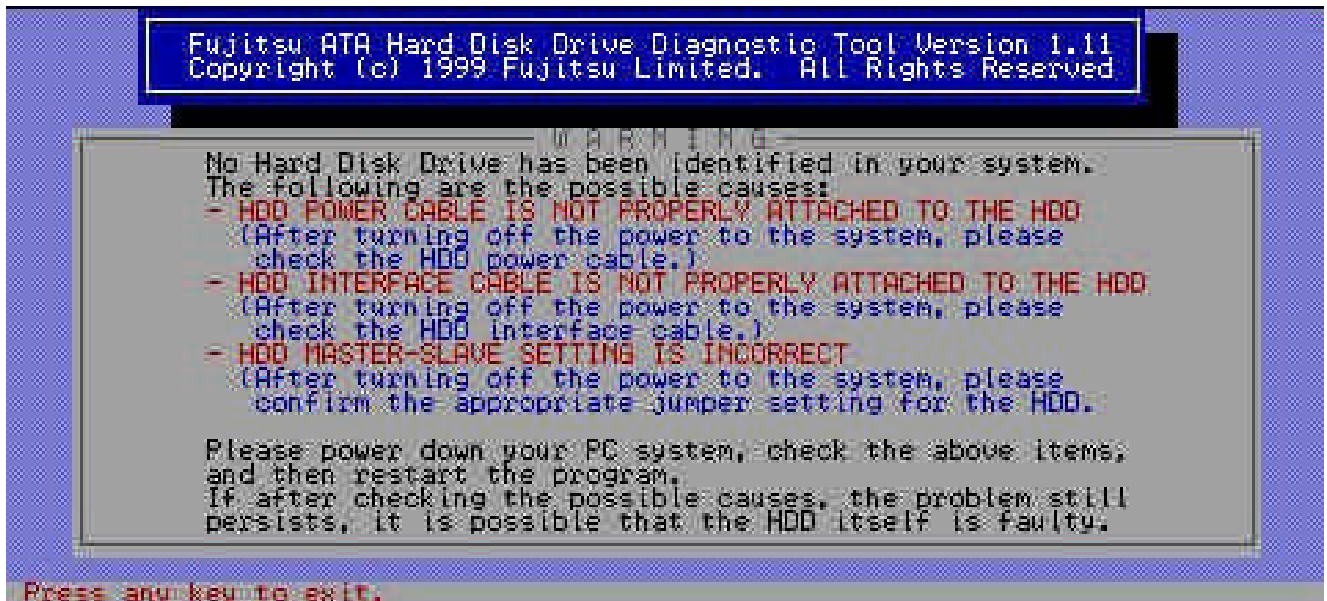 Fujitsu ATA Hard Disk Drive Diagnostic Tool Version 1.11
Copyright (c) 1999 Fujitsu Limited. All Rights Reserved
WARNING
No Hard Disk Drive has been identified in your system.
The following are the possible causes:
- HDD POWER CABLE IS NOT PROPERLY ATTACHED TO THE HDD
(After turning off the power to the system, please
check the HDD power cable.)
- HDD INTERFACE CABLE IS NOT PROPERLY ATTACHED TO THE HDD
(After turning off the power to the system, please
check the HDD interface cable.)
- HDD MASTER-SLAVE SETTING IS INCORRECT
(After turning off the power to the system, please
confirm the appropriate jumper setting for the HDD.
Please power down your PC system, check the above items,
and then restart the program.
If after checking the possible causes, the problem still
persists, it is possible that the HDD itself is faulty.
Press any key to exit.